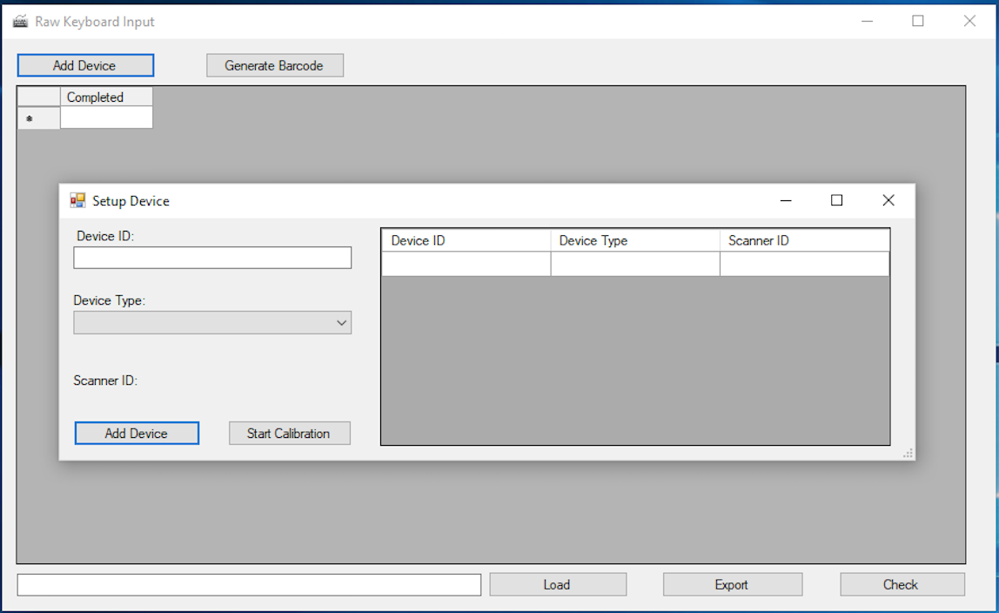 Raw Keyboard Input
Add Device
Generate Barcode
Completed
*
Setup Device
Device ID:
Device Type:
Scanner ID:
Add Device
Start Calibration
Device ID Device Type Scanner ID
Load
Export
Check